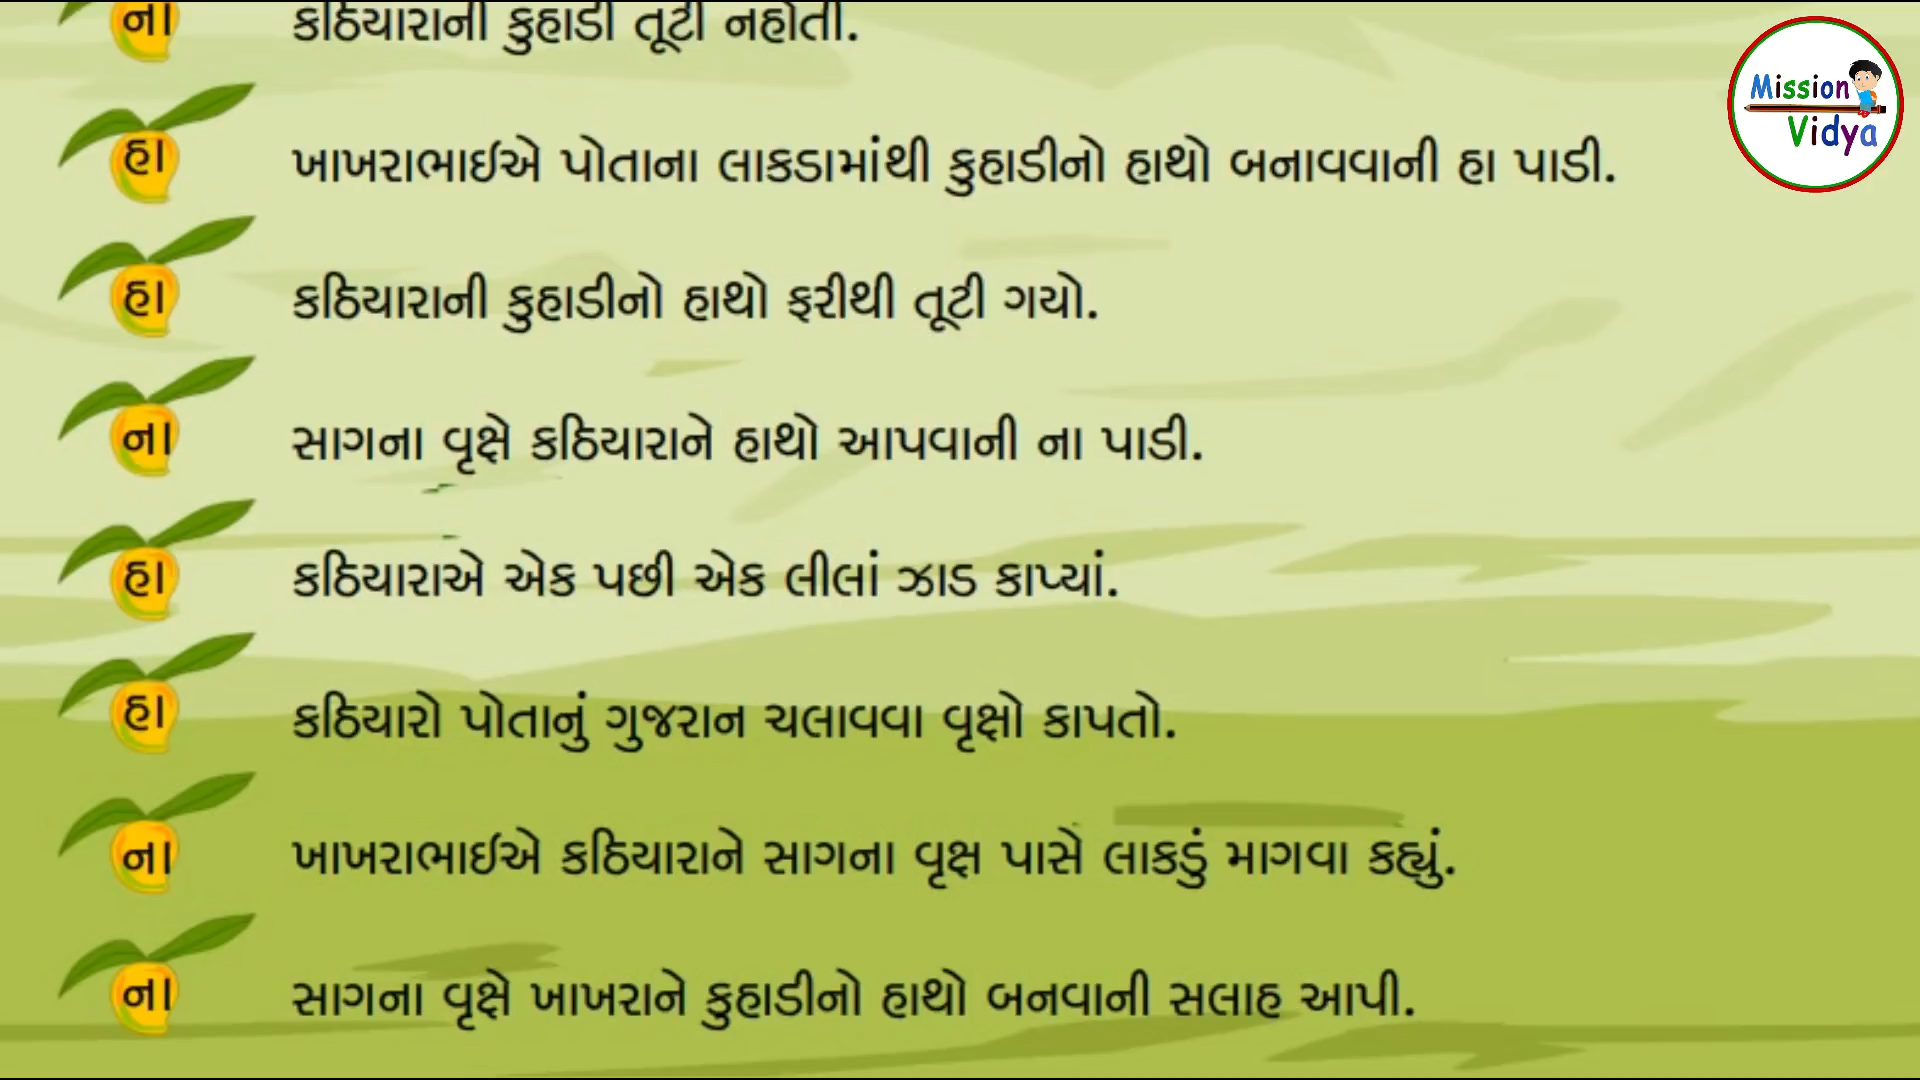 ના કઠિયારાની કુહાડી તૂટી નહોતી.
Mission
Vidya
હા ખાખરાભાઈએ પોતાના લાકડામાંથી કુહાડીનો હાથો બનાવવાની હા પાડી.
હા કઠિયારાની કુહાડીનો હાથો ફરીથી તૂટી ગયો.
ના સાગના વૃક્ષે કઠિયારાને હાથો આપવાની ના પાડી.
હા કઠિયારાએ એક પછી એક લીલાં ઝાડ કાપ્યાં.
હા કઠિયારો પોતાનું ગુજરાન ચલાવવા વૃક્ષો કાપતો.
ના ખાખરાભાઈએ કઠિયારાને સાગના વૃક્ષ પાસે લાકડું માગવા કહ્યું.
ના સાગના વૃક્ષે ખાખરાને કુહાડીનો હાથો બનવાની સલાહ આપી.